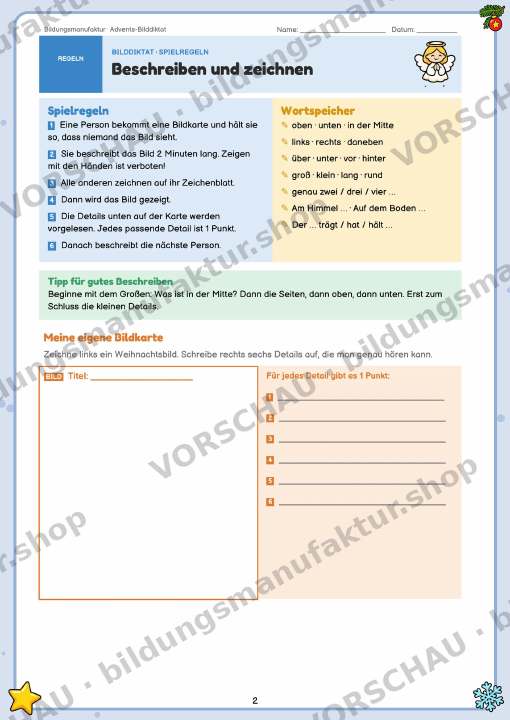 Bildungsmanufaktur · Advents-Bilddiktat
Name: Datum:
REGELN
BILDDIKTAT · SPIELREGELN
Beschreiben und zeichnen
Spielregeln
1 Eine Person bekommt eine Bildkarte und hält sie
so, dass niemand das Bild sieht.
2 Sie beschreibt das Bild 2 Minuten lang. Zeigen
mit den Händen ist verboten!
3 Alle anderen zeichnen auf ihr Zeichenblatt.
4 Dann wird das Bild gezeigt.
5 Die Details unten auf der Karte werden
vorgelesen. Jedes passende Detail ist 1 Punkt.
6 Danach beschreibt die nächste Person.
Wortspeicher
oben · unten · in der Mitte
links · rechts · daneben
über · unter · vor · hinter
groß · klein · lang · rund
genau zwei / drei / vier ...
Am Himmel ... · Auf dem Boden ...
Der ... trägt / hat / hält ...
Tipp für gutes Beschreiben
Beginne mit dem Großen: Was ist in der Mitte? Dann die Seiten, dann oben, dann unten. Erst zum
Schluss die kleinen Details.
Meine eigene Bildkarte
Zeichne links ein Weihnachtsbild. Schreibe rechts sechs Details auf, die man genau hören kann.
BILD Titel:
Für jedes Detail gibt es 1 Punkt:
1
2
3
4
5
6
2
VORSCHAU · bildungsmanufaktur.shop